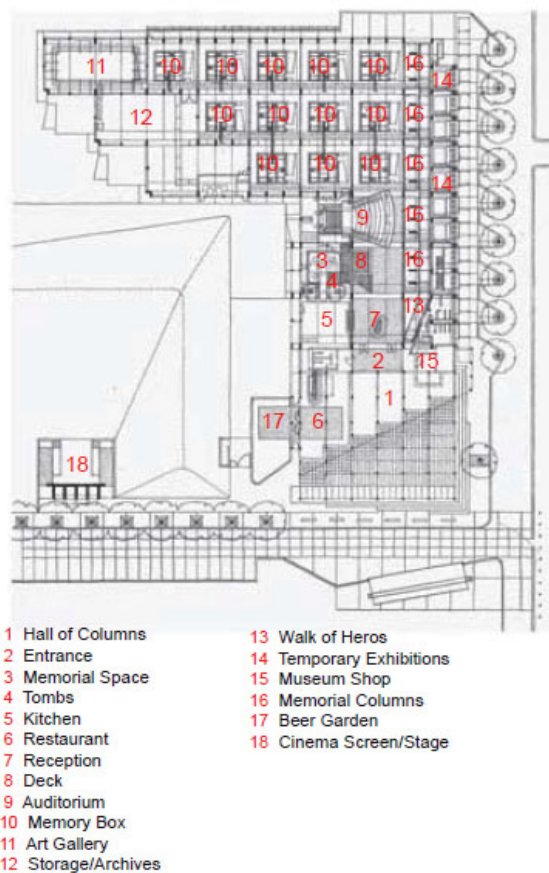 11 10 10 10 10 10 16
14
12 10 10 10 10 16
10 10 10 16
14
9 16
3 8 16
4
13
5 7
2 15
1
17 6
18
1 Hall of Columns
2 Entrance
3 Memorial Space
4 Tombs
5 Kitchen
6 Restaurant
7 Reception
8 Deck
9 Auditorium
10 Memory Box
11 Art Gallery
12 Storage/Archives
13 Walk of Heros
14 Temporary Exhibitions
15 Museum Shop
16 Memorial Columns
17 Beer Garden
18 Cinema Screen/Stage